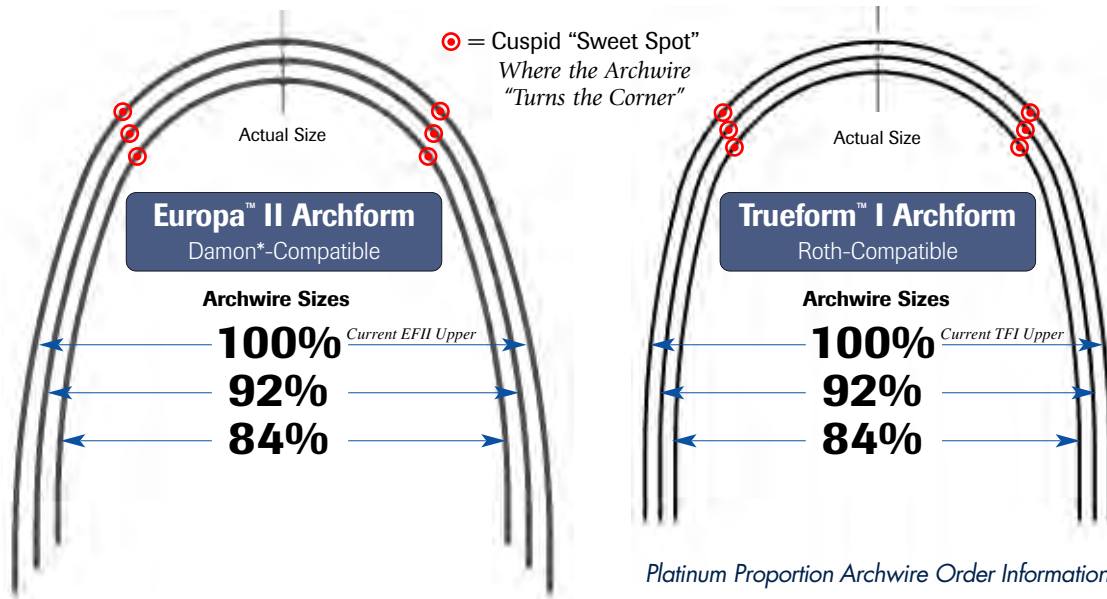 = Cuspid “Sweet Spot”
Where the Archwire
“Turns the Corner”
Actual Size
Europa™ II Archform
Damon*-Compatible
Archwire Sizes
100% Current EFII Upper
92%
84%
Actual Size
Trueform™ I Archform
Roth-Compatible
Archwire Sizes
100% Current TFI Upper
92%
84%
Platinum Proportion Archwire Order Information